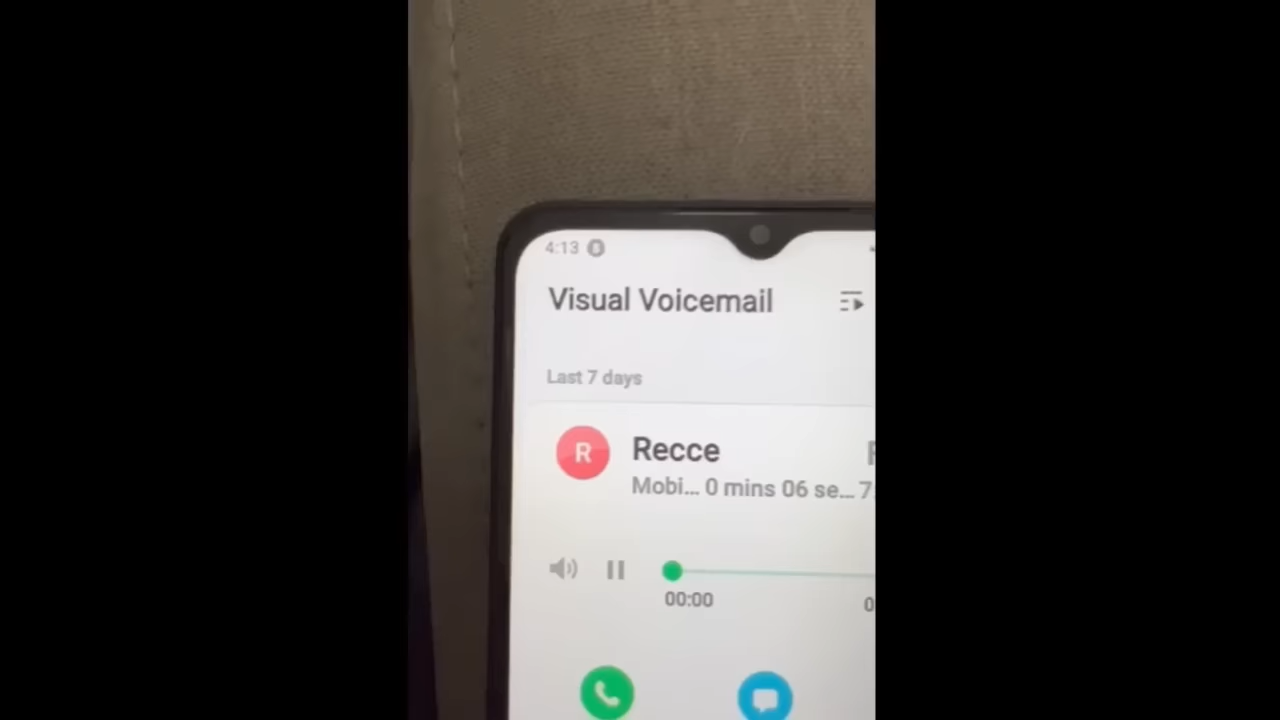 4:13
Visual Voicemail
Last 7 days
R
Recce
Mobi... 0 mins 06 se...
00:00